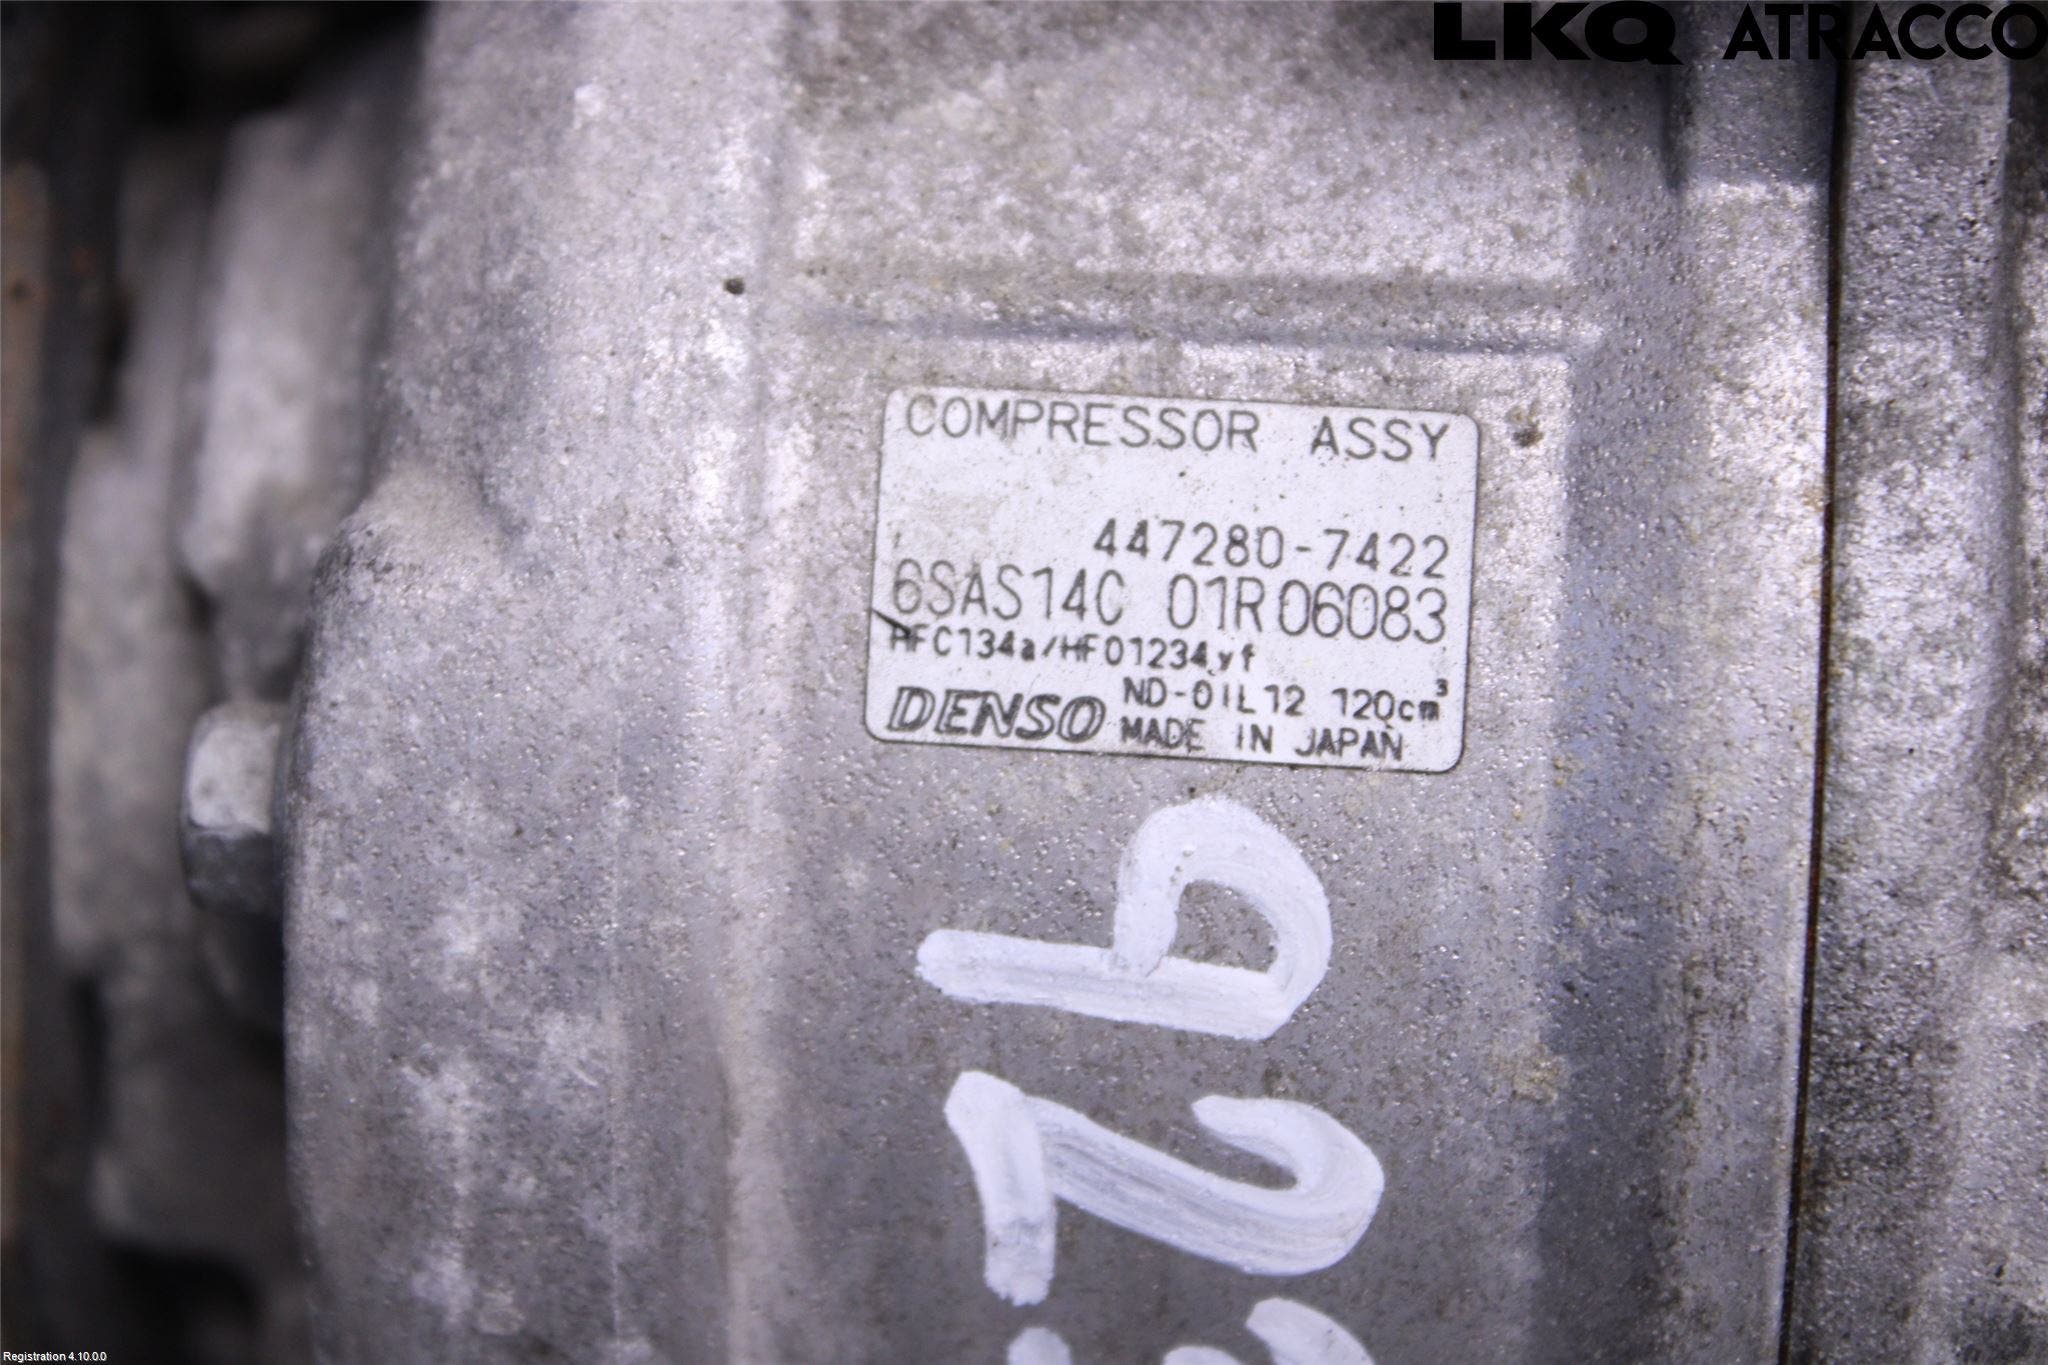 LKQ ATRACCO
COMPRESSOR ASSY
447280-7422
6SAS14C 01R06083
HFC134a/HFO1234yf
ND-OIL12 120cm³
DENSO MADE IN JAPAN
Registration 4.10.0.0